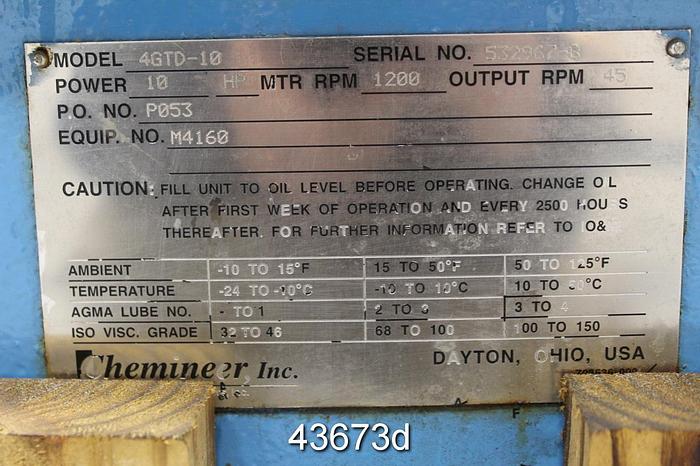 MODEL 4GTD-10 SERIAL NO.
POWER 10 HP MTR RPM 1200 OUTPUT RPM 45
P.O. NO. P053
EQUIP. NO. M4160
CAUTION: FILL UNIT TO OIL LEVEL BEFORE OPERATING. CHANGE O L
AFTER FIRST WEEK OF OPERATION AND EVERY 2500 HOU S
THEREAFTER. FOR FURTHER INFORMATION REFER TO IO&
AMBIENT -10 TO 15°F 15 TO 50°F 50 TO 125°F
TEMPERATURE -24 TO -10°C -10 TO 10°C 10 TO
AGMA LUBE NO. - TO 1 2 TO 3 3 TO 4
ISO VISC. GRADE 32 TO 46 68 TO 100 100 TO 150
Chemineer Inc. DAYTON, OHIO, USA
F
43673d